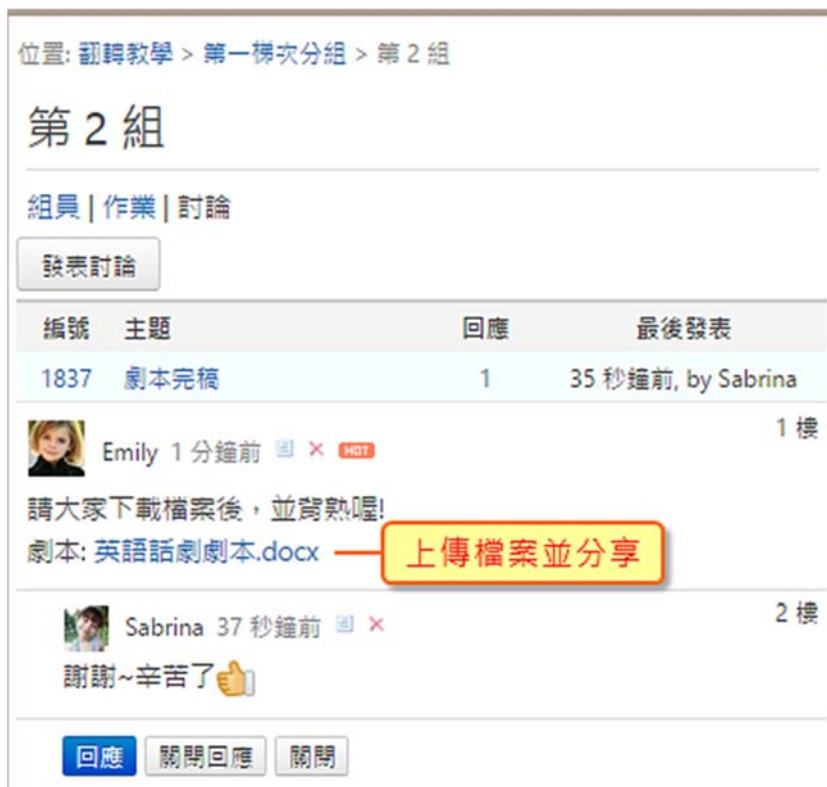 位置: 翻轉教學 > 第一梯次分組 > 第 2 組
第 2 組
組員 | 作業 | 討論
發表討論
編號 主題 回應 最後發表
1837 劇本完稿 1 35 秒鐘前, by Sabrina
Emily 1 分鐘前 HOT 1 樓
請大家下載檔案後，並背熟喔!
劇本: 英語話劇劇本.docx 上傳檔案並分享
Sabrina 37 秒鐘前 2 樓
謝謝~辛苦了
回應 關閉回應 關閉